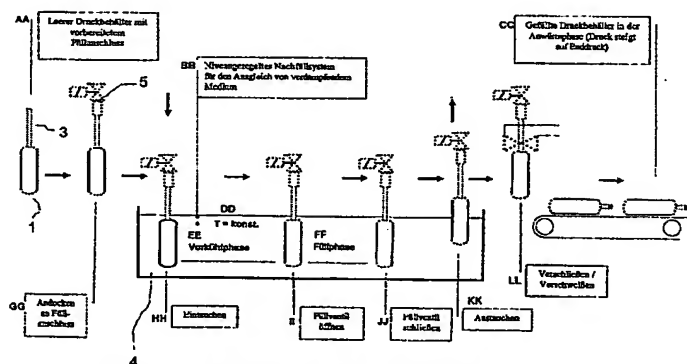 AA
Leerer Druckbehälter mit
vorbereitetem
Füllanschluss
5
BB
Niveaugeregeltes Nachfüllsystem
für den Ausgleich von verdampfendem
Medium
CC
Gefüllte Druckbehälter in der
Anwärmphase (Druck steigt
auf Enddruck)
3
1
DD
T = konst.
EE
Vorkühlphase
FF
Füllphase
GG
Andocken
an Füll-
anschluss
4
HH
Eintauchen
II
Füllventil
öffnen
JJ
Füllventil
schließen
KK
Austauchen
LL
Verschließen /
Verschweißen